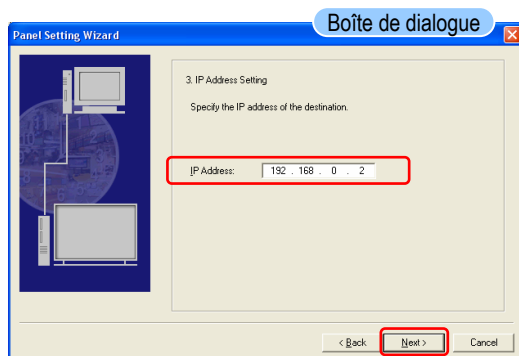 Boîte de dialogue
Panel Setting Wizard
3. IP Address Setting
Specify the IP address of the destination.
IP Address: 192 . 168 . 0 . 2
< Back Next > Cancel